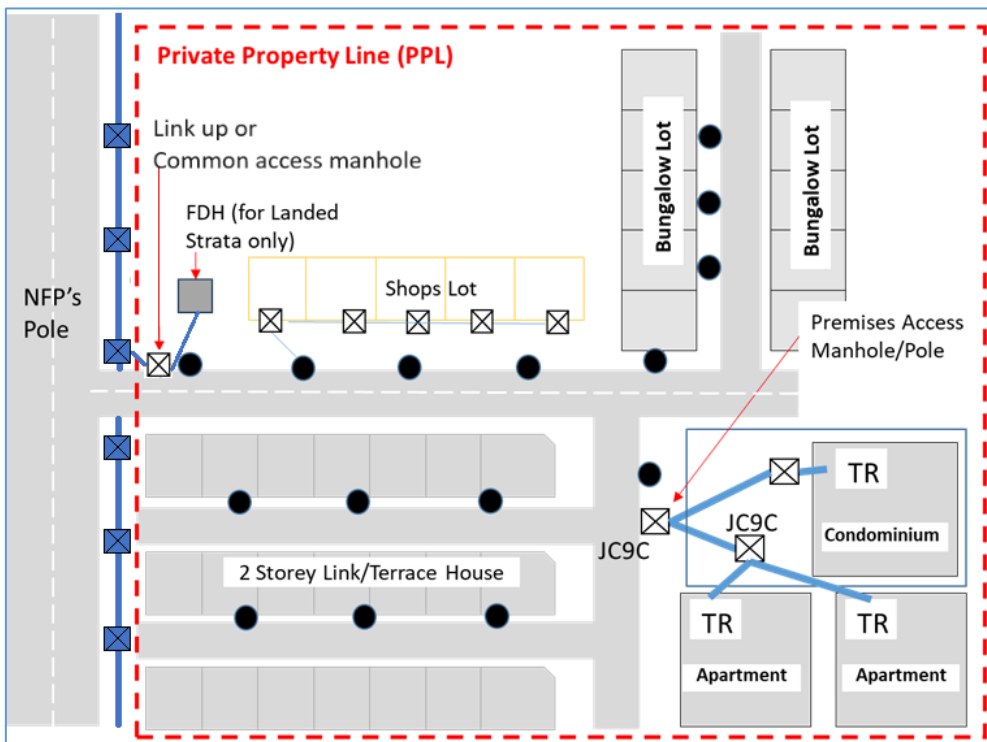 Private Property Line (PPL)
Link up or
Common access manhole
FDH (for Landed
Strata only)
NFP's
Pole
Shops Lot
Bungalow Lot
Bungalow Lot
Premises Access
Manhole/Pole
TR
JC9C
JC9C
Condominium
2 Storey Link/Terrace House
TR
TR
Apartment
Apartment